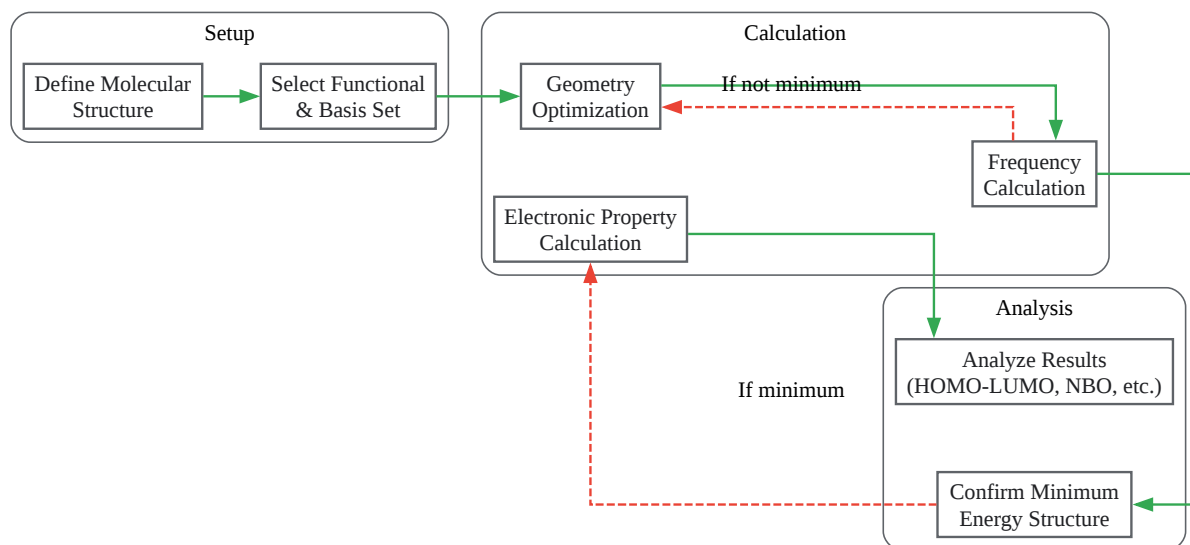 Setup
Define Molecular
Structure
Select Functional
& Basis Set
Calculation
Geometry
Optimization
If not minimum
Frequency
Calculation
Electronic Property
Calculation
Analysis
Analyze Results
(HOMO-LUMO, NBO, etc.)
If minimum
Confirm Minimum
Energy Structure